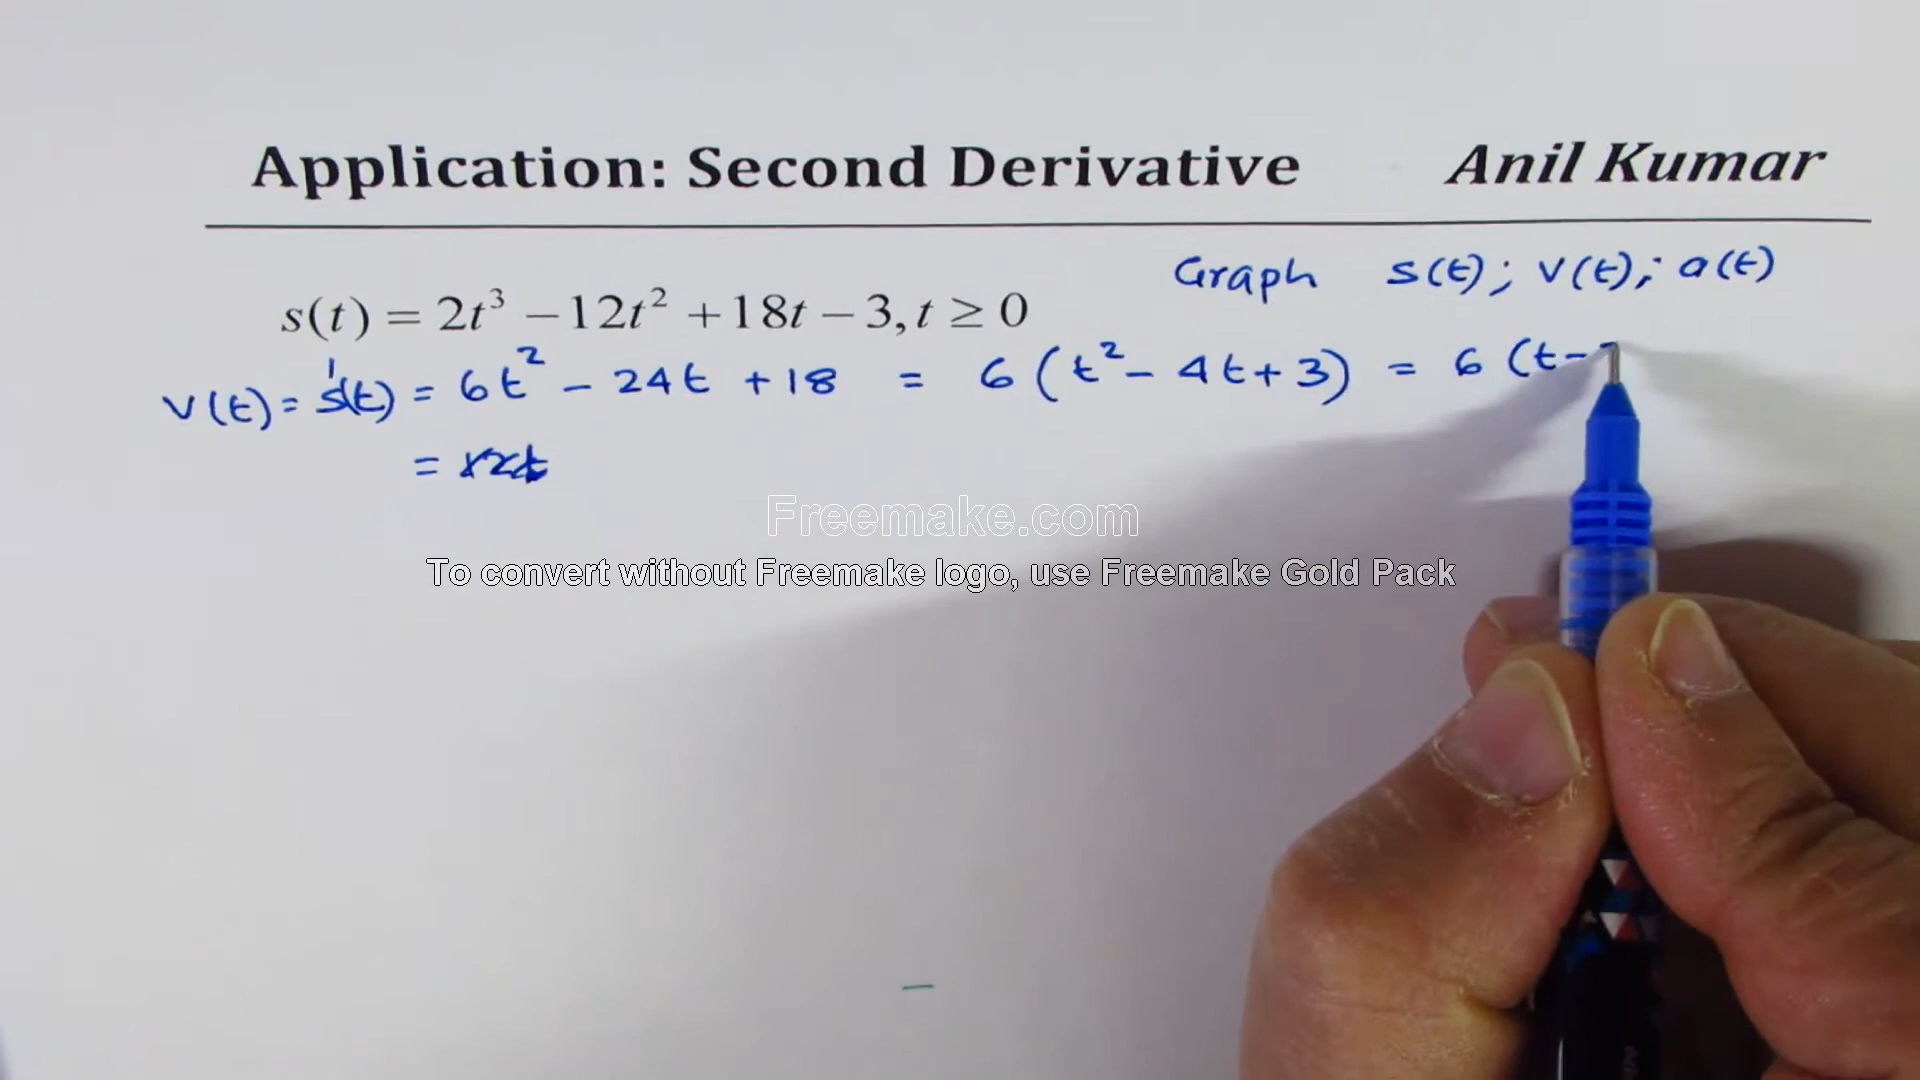 Application: Second Derivative Anil Kumar
Graph s(t); v(t); a(t)
s(t) = 2t³ − 12t² + 18t − 3, t ≥ 0
v(t) = s'(t) = 6t² − 24t + 18 = 6(t² − 4t + 3) = 6(t−
=
Freemake.com
To convert without Freemake logo, use Freemake Gold Pack